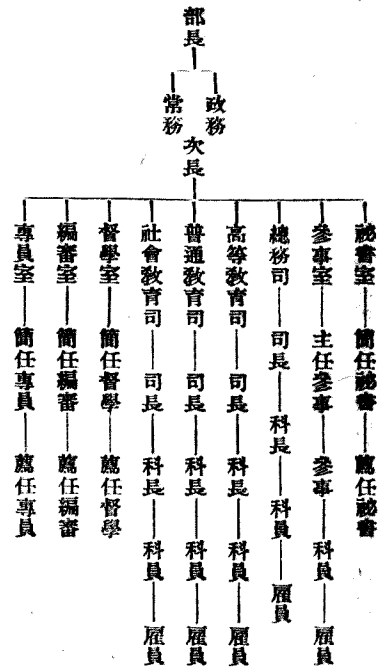 部長
政務
常務
次長
祕書室
簡任祕書
薦任祕書
參事室
主任參事
參事
科員
雇員
總務司
司長
科長
科員
雇員
高等教育司
司長
科長
科員
雇員
普通教育司
司長
科長
科員
雇員
社會教育司
司長
科長
科員
雇員
督學室
簡任督學
薦任督學
編審室
簡任編審
薦任編審
專員室
簡任專員
薦任專員